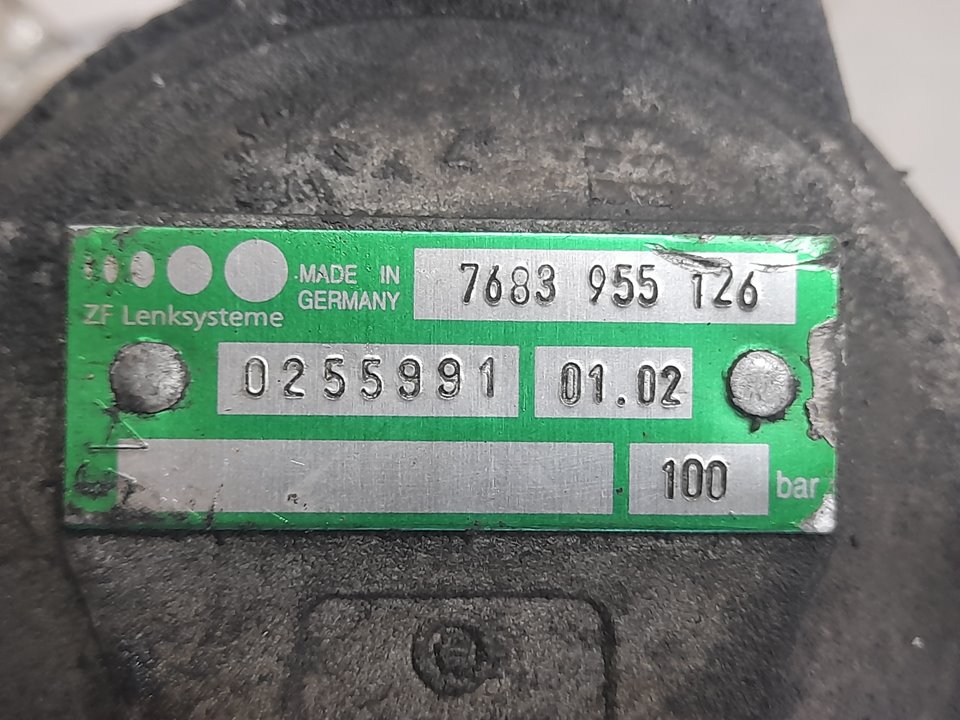 MADE IN GERMANY
7683 955 126
ZF Lenksysteme
0255991
01.02
100 bar